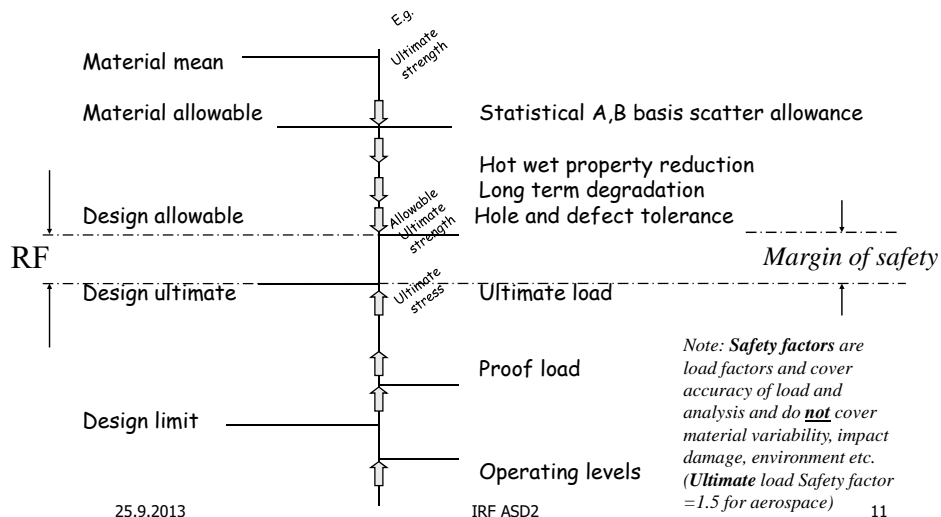 E.g.
Ultimate
strength
Material mean
Material allowable
Statistical A,B basis scatter allowance
Hot wet property reduction
Long term degradation
Design allowable
Hole and defect tolerance
Allowable
Ultimate
strength
RF
Margin of safety
Design ultimate
Ultimate
stress
Ultimate load
Proof load
Design limit
Operating levels
Note: Safety factors are
load factors and cover
accuracy of load and
analysis and do not cover
material variability, impact
damage, environment etc.
(Ultimate load Safety factor
=1.5 for aerospace)
25.9.2013
IRF ASD2
11